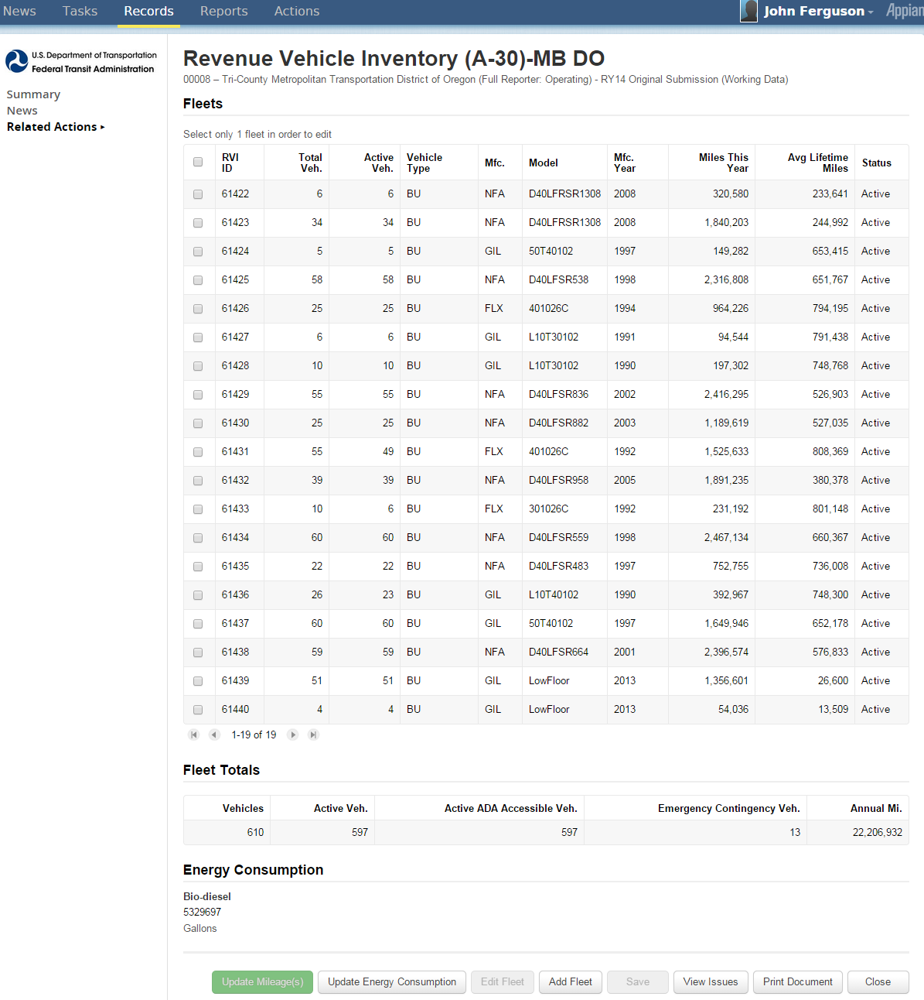 News Tasks Records Reports Actions John Ferguson Appian
U.S. Department of Transportation
Federal Transit Administration
Summary
News
Related Actions
Revenue Vehicle Inventory (A-30)-MB DO
00008 – Tri-County Metropolitan Transportation District of Oregon (Full Reporter: Operating) - RY14 Original Submission (Working Data)
Fleets
Select only 1 fleet in order to edit
RVI ID Total Veh. Active Veh. Vehicle Type Mfc. Model Mfc. Year Miles This Year Avg Lifetime Miles Status
61422 6 6 BU NFA D40LFRSR1308 2008 320,580 233,641 Active
61423 34 34 BU NFA D40LFRSR1308 2008 1,840,203 244,992 Active
61424 5 5 BU GIL 50T40102 1997 149,282 653,415 Active
61425 58 58 BU NFA D40LFSR538 1998 2,316,808 651,767 Active
61426 25 25 BU FLX 401026C 1994 964,226 794,195 Active
61427 6 6 BU GIL L10T30102 1991 94,544 791,438 Active
61428 10 10 BU GIL L10T30102 1990 197,302 748,768 Active
61429 55 55 BU NFA D40LFSR836 2002 2,416,295 526,903 Active
61430 25 25 BU NFA D40LFSR882 2003 1,189,619 527,035 Active
61431 55 49 BU FLX 401026C 1992 1,525,633 808,369 Active
61432 39 39 BU NFA D40LFSR958 2005 1,891,235 380,378 Active
61433 10 6 BU FLX 301026C 1992 231,192 801,148 Active
61434 60 60 BU NFA D40LFSR559 1998 2,467,134 660,367 Active
61435 22 22 BU NFA D40LFSR483 1997 752,755 736,008 Active
61436 26 23 BU GIL L10T40102 1990 392,967 748,300 Active
61437 60 60 BU GIL 50T40102 1997 1,649,946 652,178 Active
61438 59 59 BU NFA D40LFSR664 2001 2,396,574 576,833 Active
61439 51 51 BU GIL LowFloor 2013 1,356,601 26,600 Active
61440 4 4 BU GIL LowFloor 2013 54,036 13,509 Active
1-19 of 19
Fleet Totals
Vehicles Active Veh. Active ADA Accessible Veh. Emergency Contingency Veh. Annual Mi.
610 597 597 13 22,206,932
Energy Consumption
Bio-diesel
5329697
Gallons
Update Mileage(s) Update Energy Consumption Edit Fleet Add Fleet Save View Issues Print Document Close